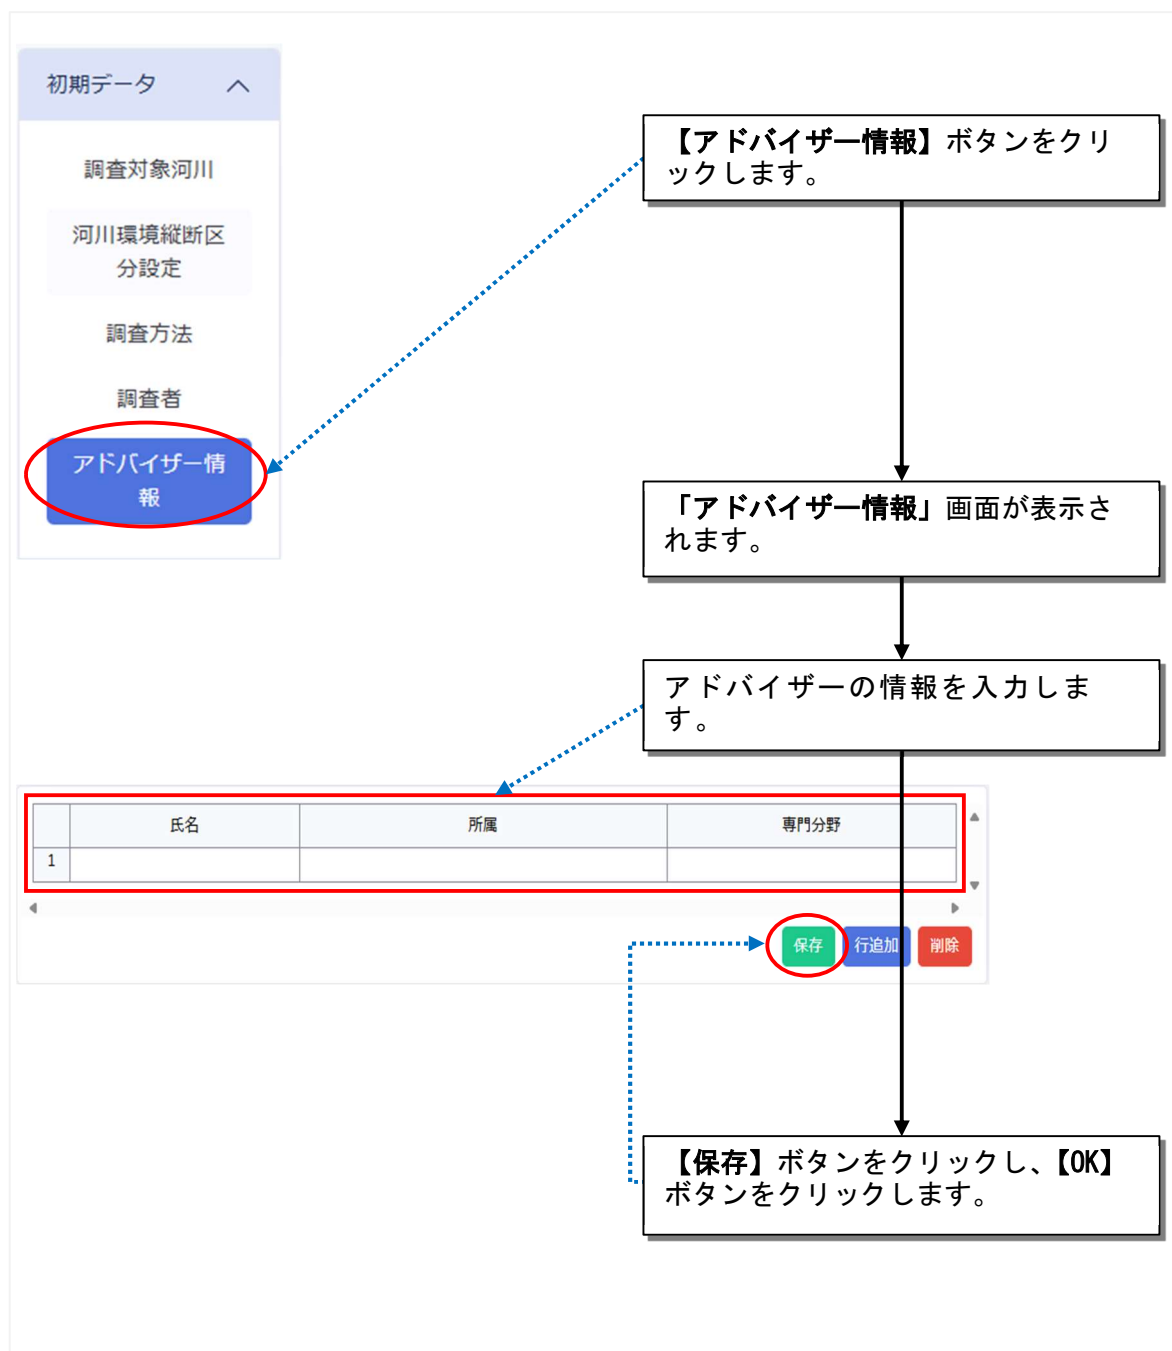 初期データ
調査対象河川
河川環境縦断区
分設定
調査方法
調査者
アドバイザー情
報
【アドバイザー情報】ボタンをクリ
ックします。
「アドバイザー情報」画面が表示さ
れます。
アドバイザーの情報を入力しま
す。
氏名 所属 専門分野
1
保存 行追加 削除
【保存】ボタンをクリックし、【OK】
ボタンをクリックします。